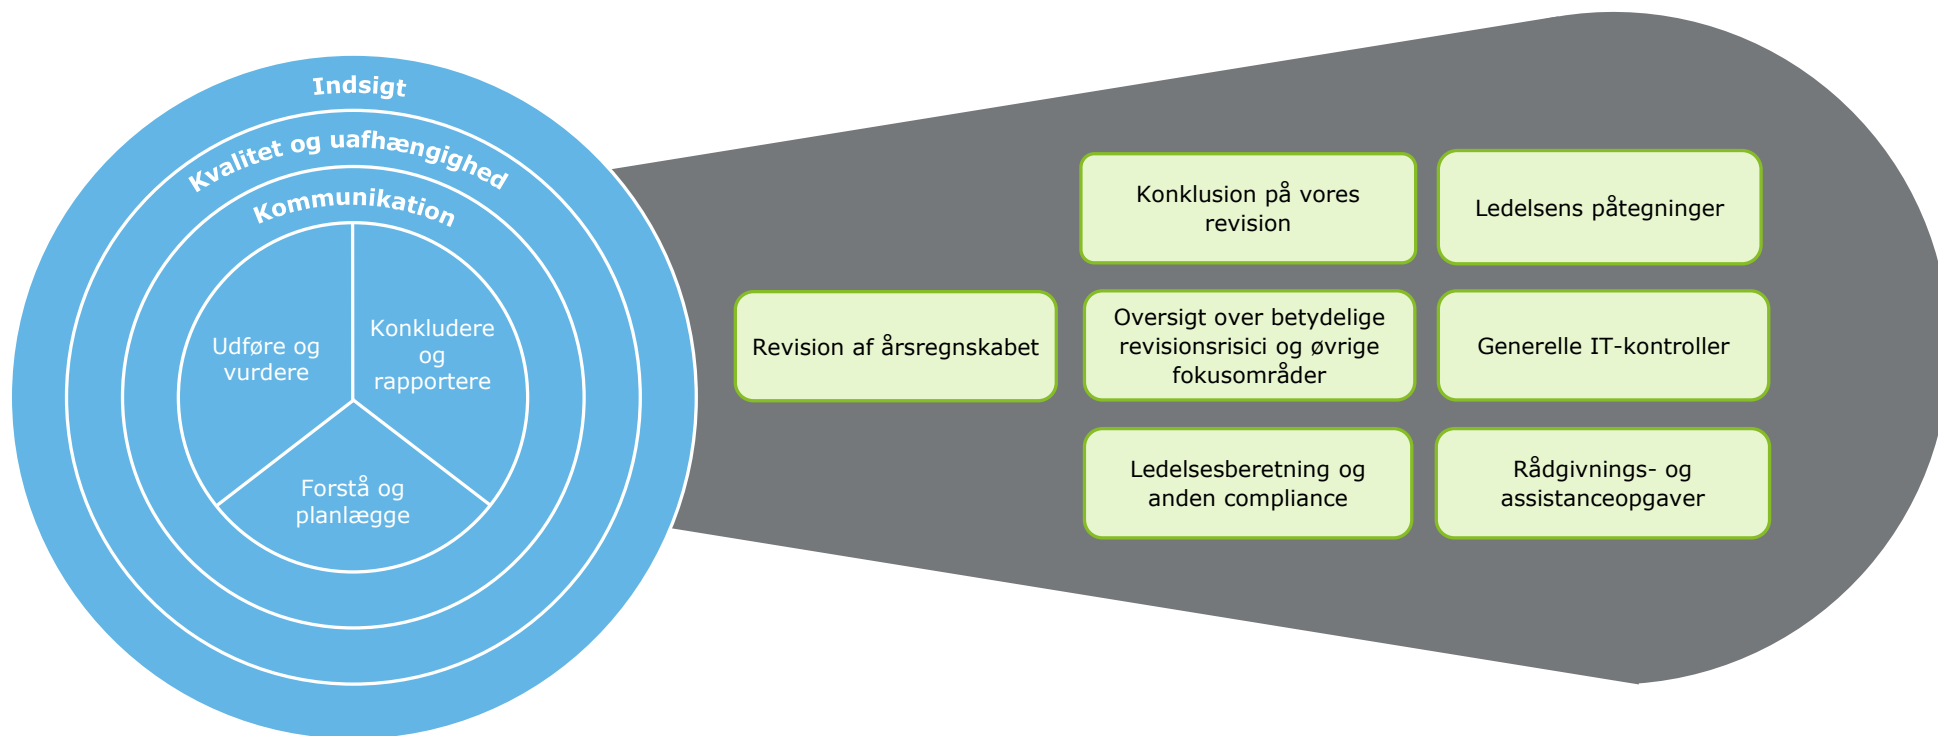 Indsigt
Kvalitet og uafhængighed
Kommunikation
Udføre og
vurdere
Konkludere
og
rapportere
Forstå og
planlægge
Revision af årsregnskabet
Konklusion på vores
revision
Oversigt over betydelige
revisionsrisici og øvrige
fokusområder
Ledelsesberetning og
anden compliance
Ledelsens påtegninger
Generelle IT-kontroller
Rådgivnings- og
assistanceopgaver